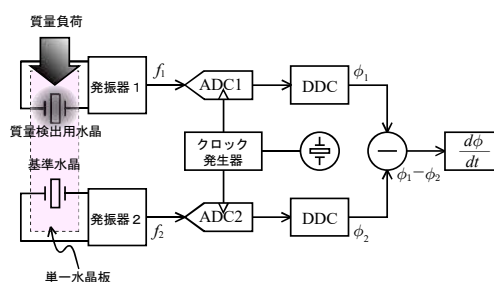 質量負荷
発振器1
f₁
ADC1
DDC
ϕ₁
質量検出用水晶
クロック
発生器
基準水晶
dϕ
dt
ϕ₁−ϕ₂
発振器2
f₂
ADC2
DDC
ϕ₂
単一水晶板